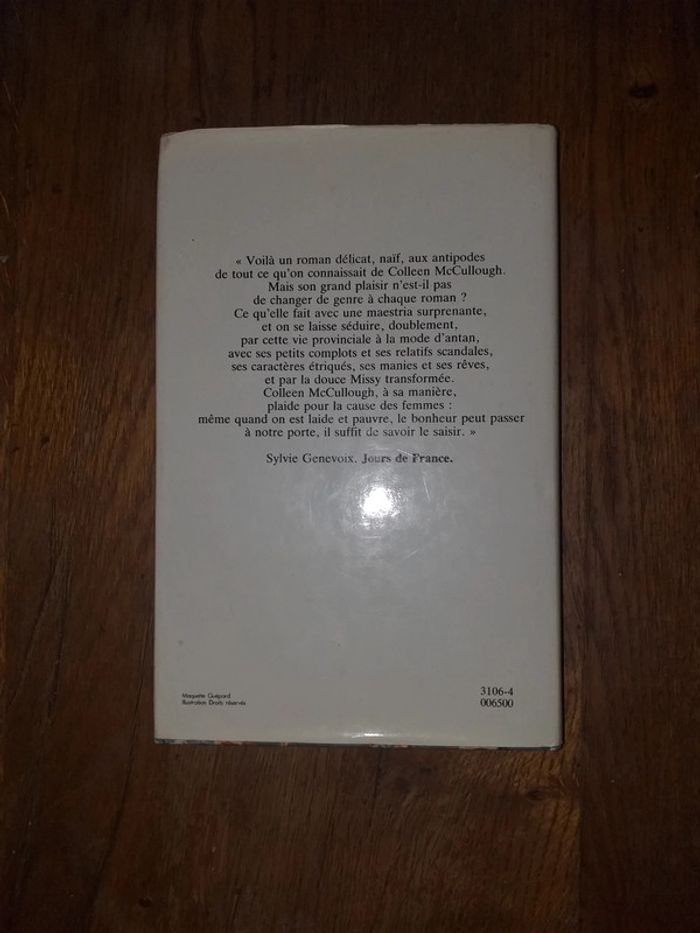 « Voilà un roman délicat, naïf, aux antipodes
de tout ce qu'on connaissait de Colleen McCullough.
Mais son grand plaisir n'est-il pas
de changer de genre à chaque roman ?
Ce qu'elle fait avec une maestria surprenante,
et on se laisse séduire, doublement,
par cette vie provinciale à la mode d'antan,
avec ses petits complots et ses relatifs scandales,
ses caractères étriqués, ses manies et ses rêves,
et par la douce Missy transformée.
Colleen McCullough, à sa manière,
plaide pour la cause des femmes :
même quand on est laide et pauvre, le bonheur peut passer
à notre porte, il suffit de savoir le saisir. »
Sylvie Genevoix. Jours de France.
Maquette Guépard
Illustration Droits réservés
3106-4
006500